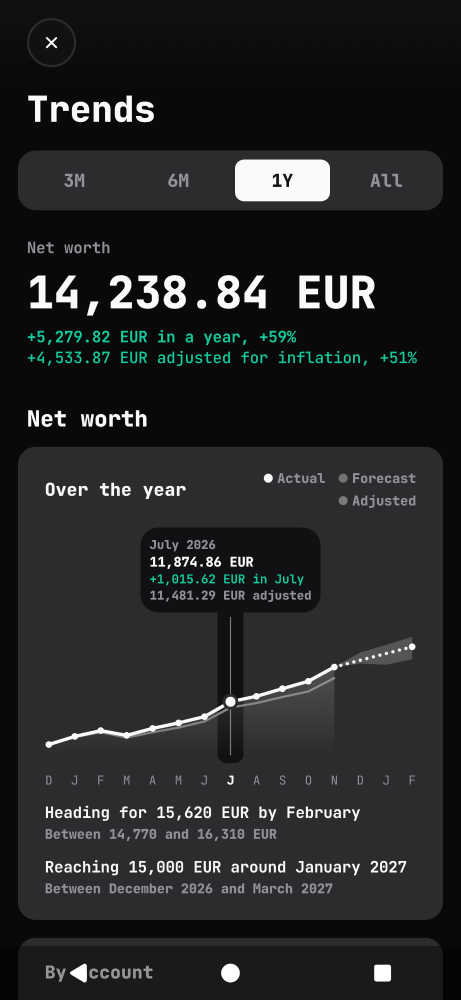 Trends
3M 6M 1Y All
Net worth
14,238.84 EUR
+5,279.82 EUR in a year, +59%
+4,533.87 EUR adjusted for inflation, +51%
Net worth
Over the year
Actual Forecast
Adjusted
July 2026
11,874.86 EUR
+1,015.62 EUR in July
11,481.29 EUR adjusted
D J F M A M J J A S O N D J F
Heading for 15,620 EUR by February
Between 14,770 and 16,310 EUR
Reaching 15,000 EUR around January 2027
Between December 2026 and March 2027
By ccount